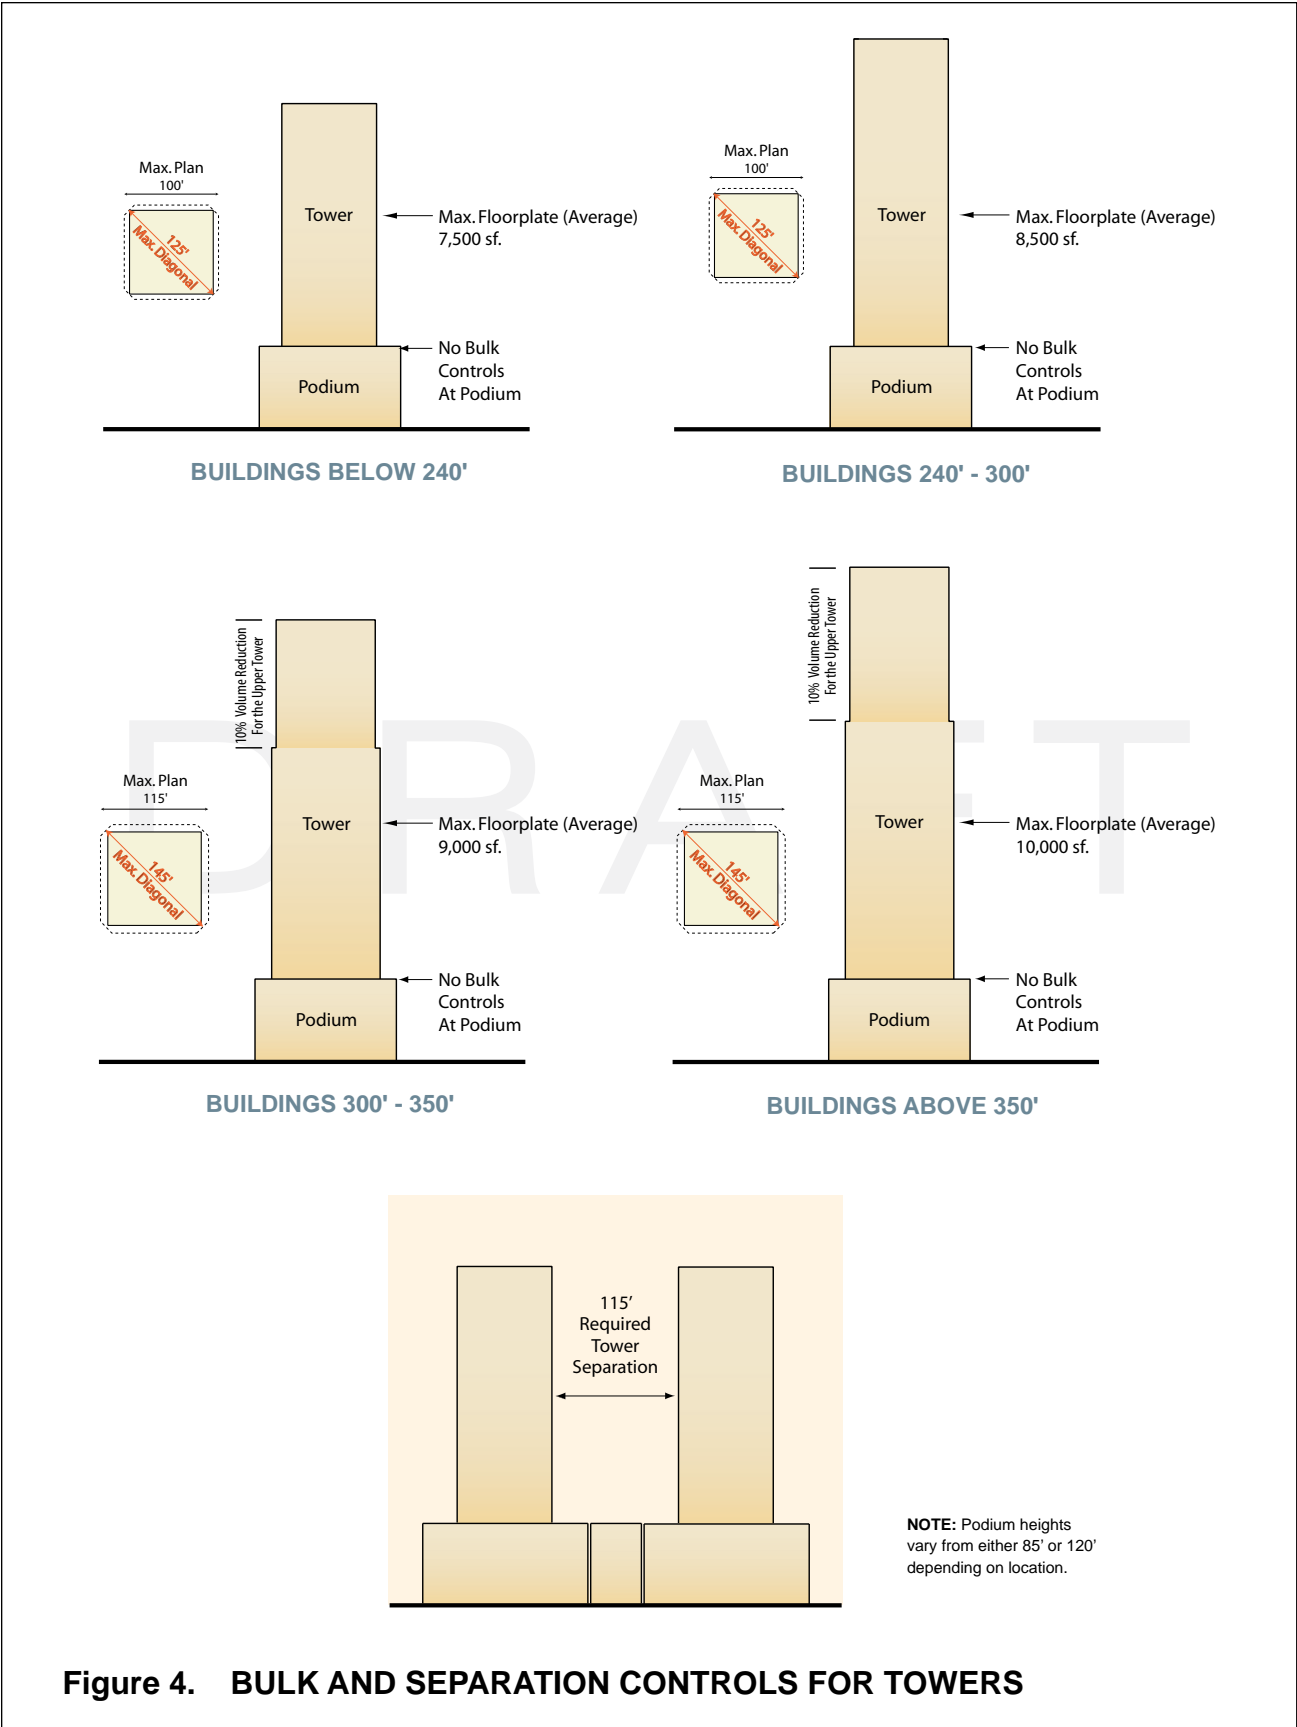 Max. Plan
100'
125'
Max. Diagonal
Tower
Max. Floorplate (Average)
7,500 sf.
No Bulk
Controls
At Podium
Podium
BUILDINGS BELOW 240'
Max. Plan
100'
125'
Max. Diagonal
Tower
Max. Floorplate (Average)
8,500 sf.
No Bulk
Controls
At Podium
Podium
BUILDINGS 240' - 300'
10% Volume Reduction
For the Upper Tower
Max. Plan
115'
145'
Max. Diagonal
Tower
Max. Floorplate (Average)
9,000 sf.
No Bulk
Controls
At Podium
Podium
BUILDINGS 300' - 350'
10% Volume Reduction
For the Upper Tower
Max. Plan
115'
145'
Max. Diagonal
Tower
Max. Floorplate (Average)
10,000 sf.
No Bulk
Controls
At Podium
Podium
BUILDINGS ABOVE 350'
DRAFT
115’
Required
Tower
Separation
NOTE: Podium heights
vary from either 85’ or 120’
depending on location.
Figure 4. BULK AND SEPARATION CONTROLS FOR TOWERS